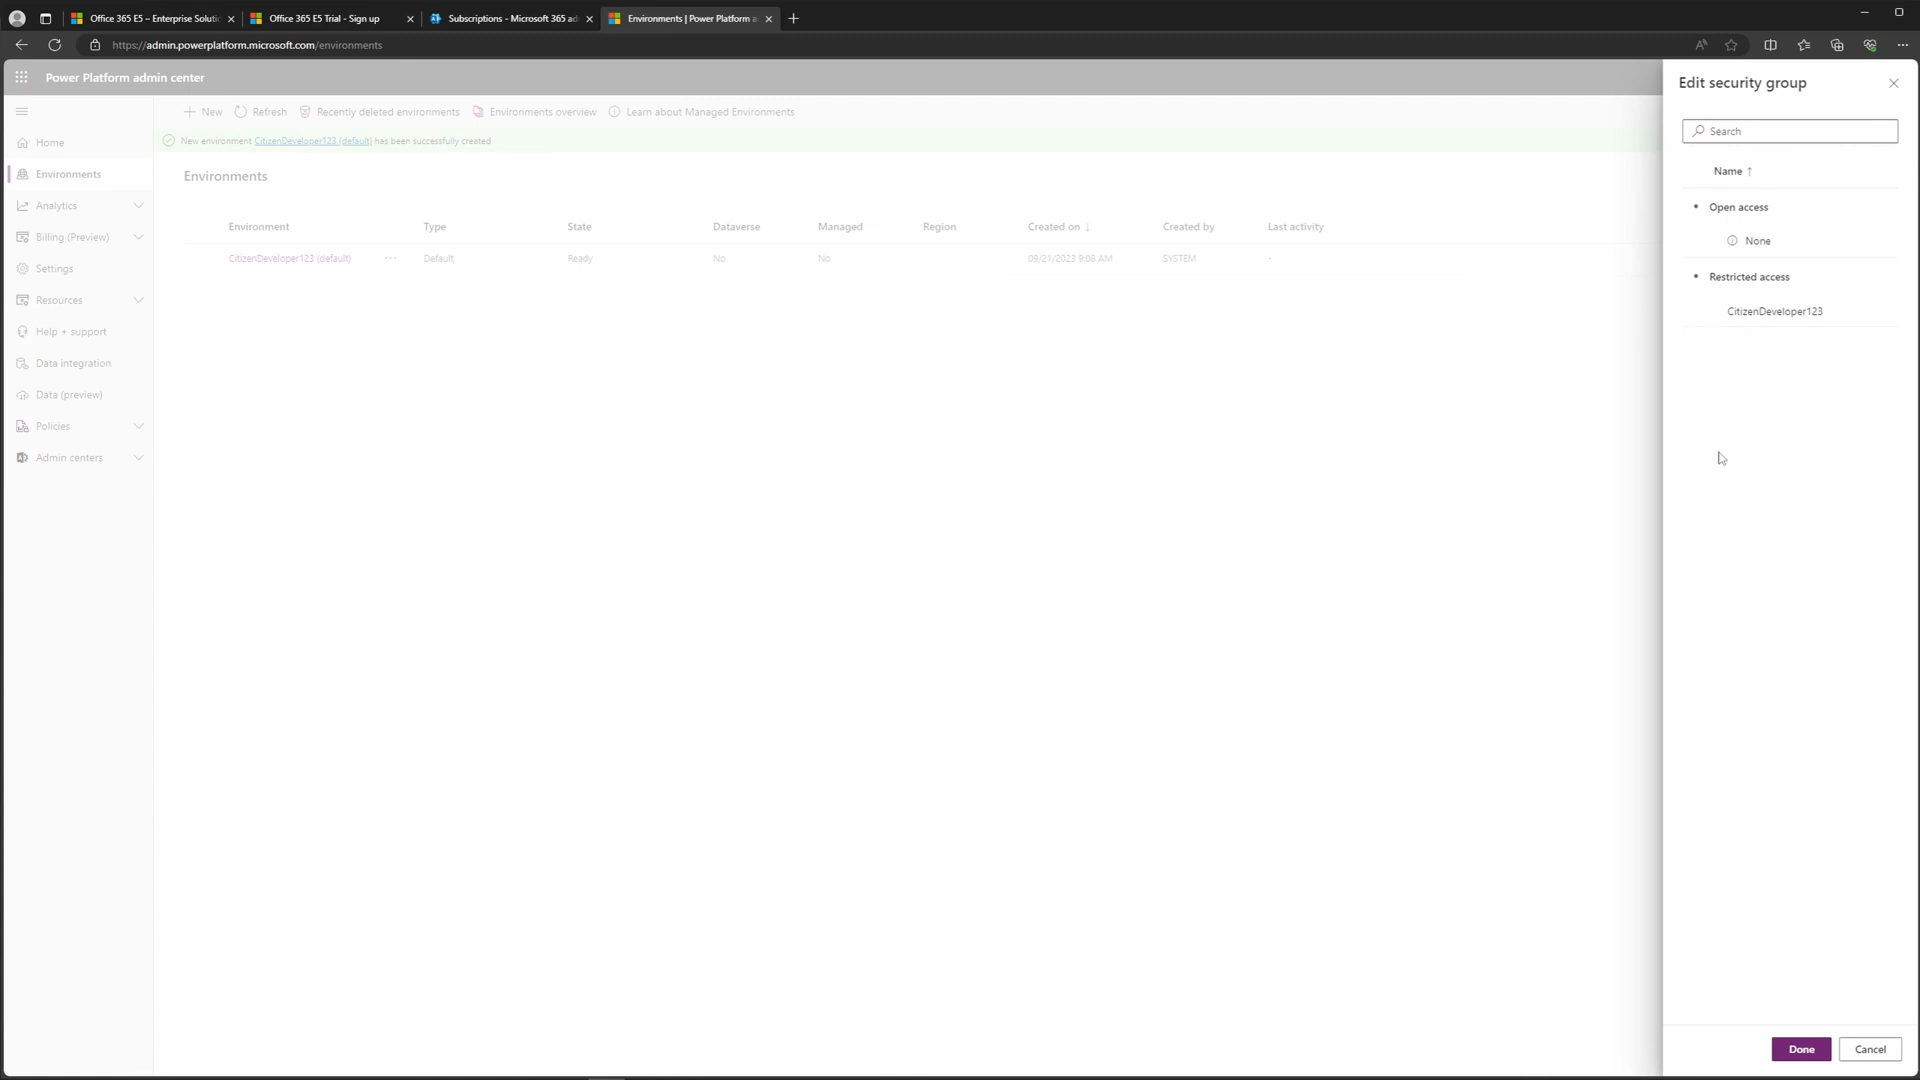 Office 365 E5 – Enterprise Soluti
Office 365 E5 Trial - Sign up
Subscriptions - Microsoft 365 ad
Environments | Power Platform a
https://admin.powerplatform.microsoft.com/environments
Power Platform admin center
New
Refresh
Recently deleted environments
Environments overview
Learn about Managed Environments
New environment CitizenDeveloper123 (default) has been successfully created
Home
Environments
Analytics
Billing (Preview)
Settings
Resources
Help + support
Data integration
Data (preview)
Policies
Admin centers
Environments
Environment Type State Dataverse Managed Region Created on ↓ Created by Last activity
CitizenDeveloper123 (default) ··· Default Ready No No 09/21/2023 9:08 AM SYSTEM -
Edit security group
Search
Name ↑
Open access
None
Restricted access
CitizenDeveloper123
Done
Cancel